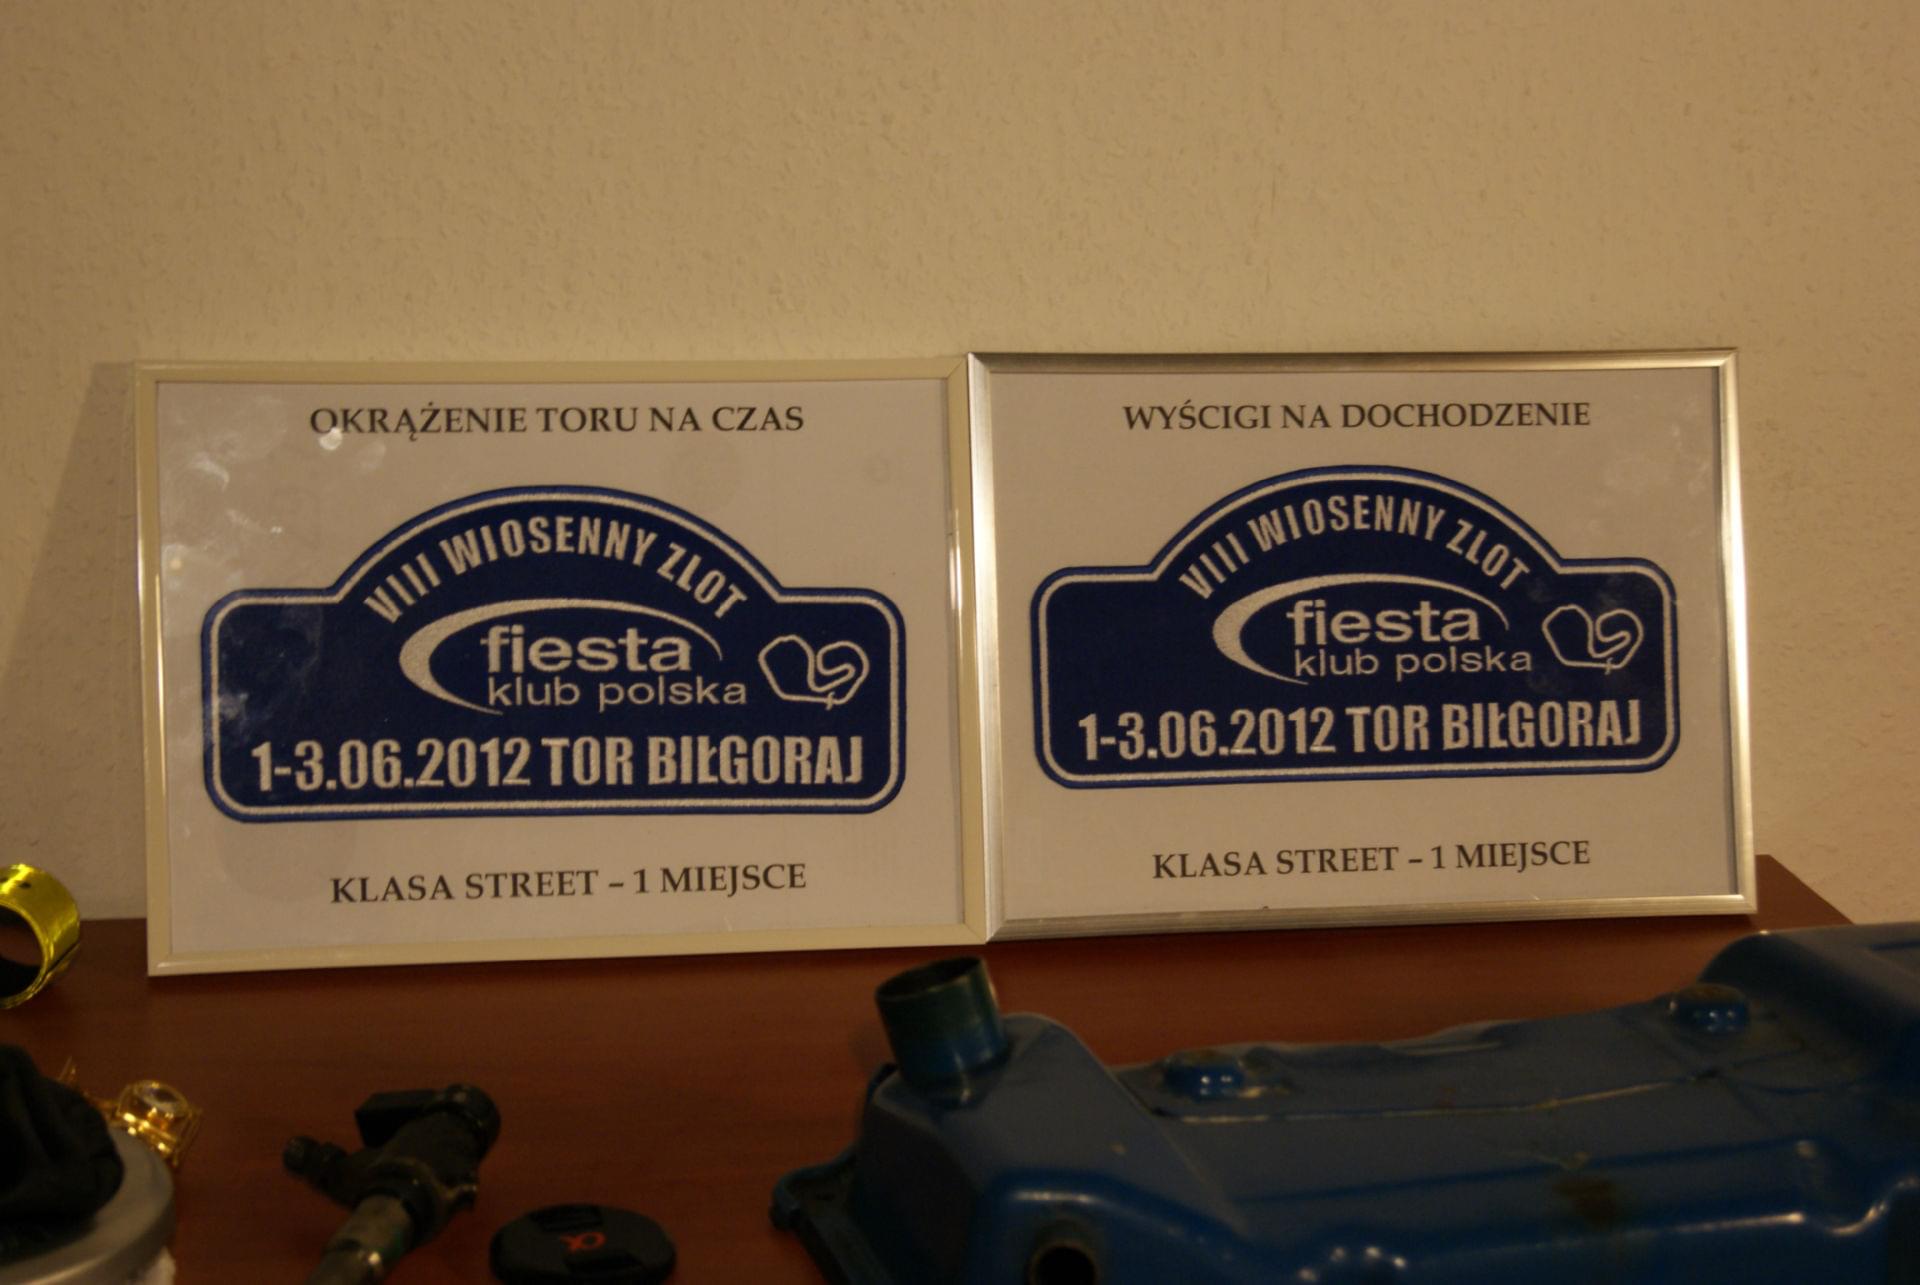 OKRĄŻENIE TORU NA CZAS
VIII WIOSENNY ZLOT
fiesta
klub polska
1-3.06.2012 TOR BIŁGORAJ
KLASA STREET – 1 MIEJSCE
WYŚCIGI NA DOCHODZENIE
VIII WIOSENNY ZLOT
fiesta
klub polska
1-3.06.2012 TOR BIŁGORAJ
KLASA STREET – 1 MIEJSCE